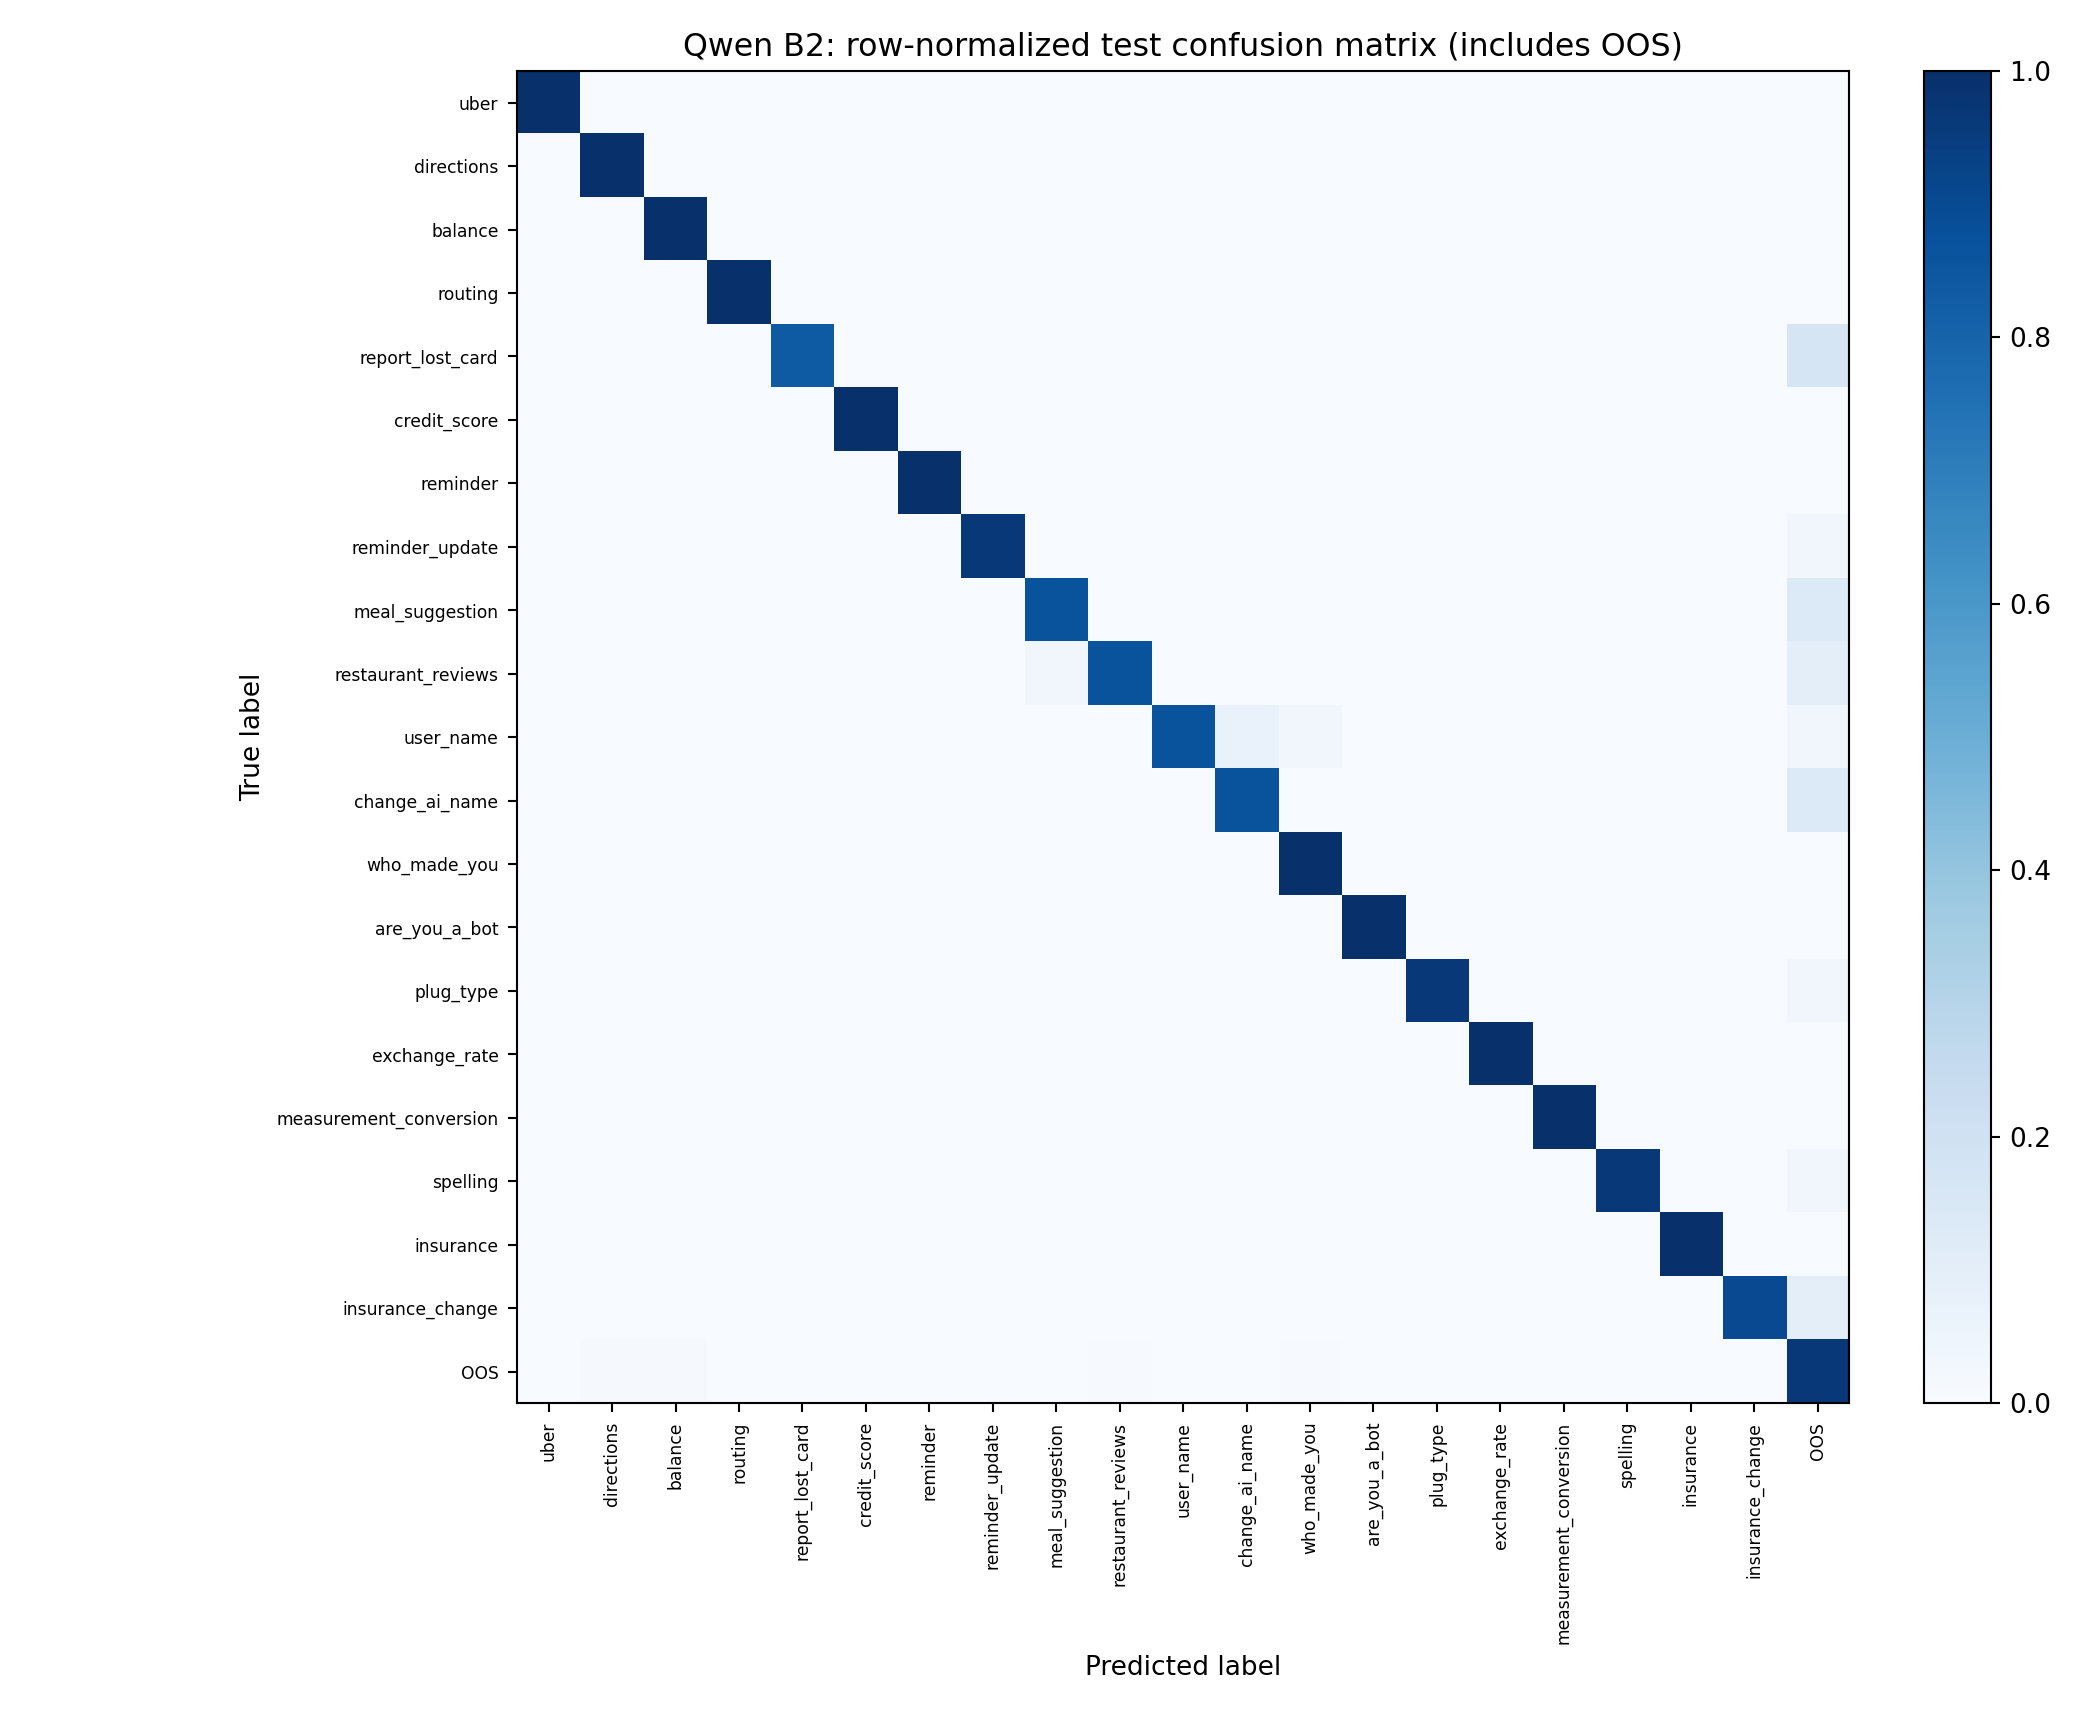 Qwen B2: row-normalized test confusion matrix (includes OOS)
uber
directions
balance
routing
report_lost_card
credit_score
reminder
reminder_update
meal_suggestion
restaurant_reviews
user_name
change_ai_name
who_made_you
are_you_a_bot
plug_type
exchange_rate
measurement_conversion
spelling
insurance
insurance_change
OOS
True label
uber
directions
balance
routing
report_lost_card
credit_score
reminder
reminder_update
meal_suggestion
restaurant_reviews
user_name
change_ai_name
who_made_you
are_you_a_bot
plug_type
exchange_rate
measurement_conversion
spelling
insurance
insurance_change
OOS
Predicted label
1.0
0.8
0.6
0.4
0.2
0.0